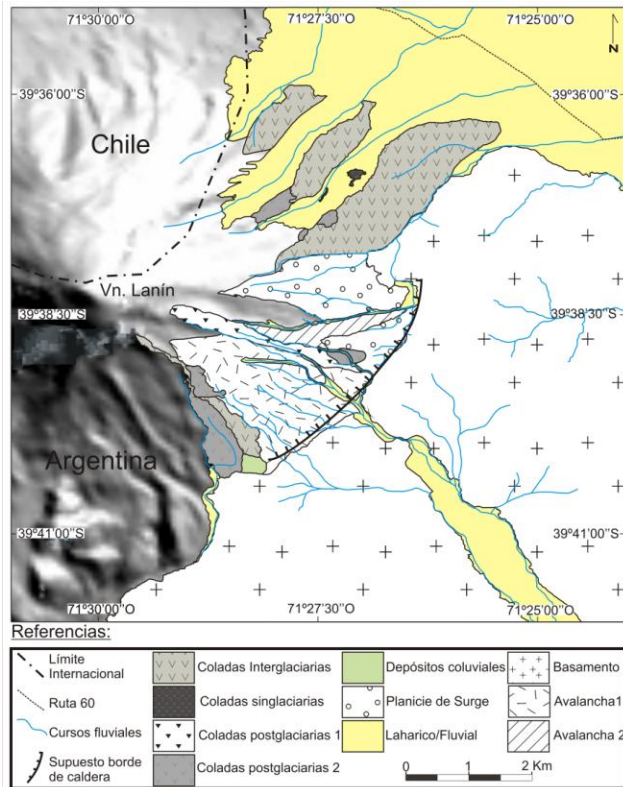 71°30'00''O 71°27'30''O 71°25'00''O
N
39°36'00''S 39°36'00''S
Chile
Vn. Lanín
39°38'30''S 39°38'30''S
Argentina
39°41'00''S 39°41'00''S
71°30'00''O 71°27'30''O 71°25'00''O
Referencias:
Límite
Internacional
Ruta 60
Cursos fluviales
Supuesto borde
de caldera
Coladas Interglaciarias
Coladas singlaciarias
Coladas postglaciarias 1
Coladas postglaciarias 2
Depósitos coluviales
Planicie de Surge
Laharico/Fluvial
Basamento
Avalancha1
Avalancha 2
0 1 2 Km